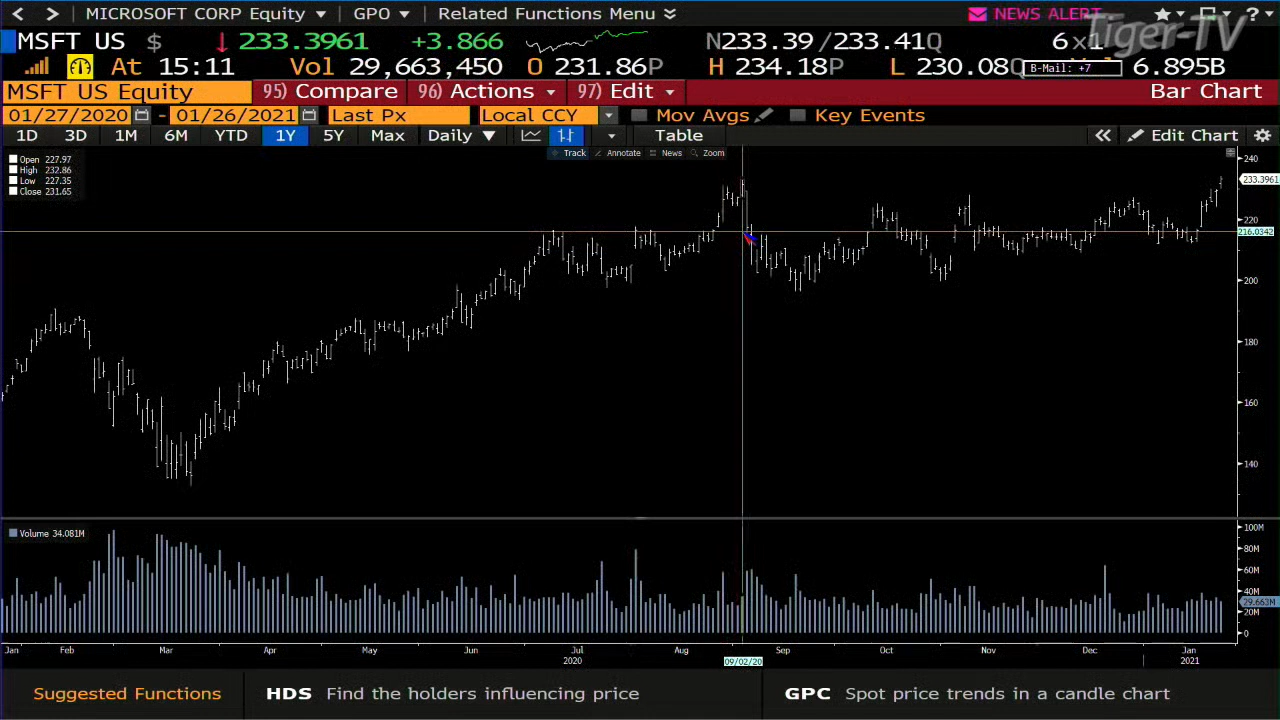 < > MICROSOFT CORP Equity ▼ GPO ▼ Related Functions Menu NEWS ALERT ?
Tiger-TV
MSFT US $ ↓ 233.3961 +3.866 N233.39 /233.41Q 6 x1
At 15:11 Vol 29,663,450 O 231.86P H 234.18P L 230.08Q 6.895B
B-Mail: +7
MSFT US Equity 95) Compare 96) Actions 97) Edit Bar Chart
01/27/2020 - 01/26/2021 Last Px Local CCY Mov Avgs Key Events
1D 3D 1M 6M YTD 1Y 5Y Max Daily ▼ Table « Edit Chart
Track Annotate News Zoom
Open 227.97
High 232.86
Low 227.35
Close 231.65
240
233.3961
220
216.0342
200
180
160
140
Volume 34.081M
100M
80M
60M
40M
29.663M
20M
0
Jan Feb Mar Apr May Jun Jul Aug Sep Oct Nov Dec Jan
2020 09/02/20 2021
Suggested Functions HDS Find the holders influencing price GPC Spot price trends in a candle chart